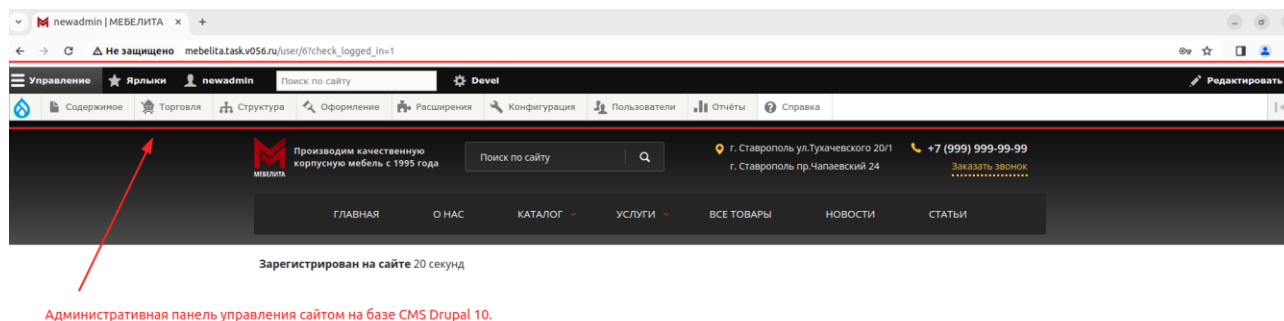 newadmin | МЕБЕЛИТА × +
Не защищено mebelita.task.v056.ru/user/6?check_logged_in=1
Управление Ярлыки newadmin Поиск по сайту Devel Редактировать
Содержимое Торговля Структура Оформление Расширения Конфигурация Пользователи Отчёты Справка
Производим качественную
корпусную мебель с 1995 года
МЕБЕЛИТА
Поиск по сайту
г. Ставрополь ул.Тухачевского 20/1
г. Ставрополь пр.Чапаевский 24
+7 (999) 999-99-99
Заказать звонок
ГЛАВНАЯ О НАС КАТАЛОГ УСЛУГИ ВСЕ ТОВАРЫ НОВОСТИ СТАТЬИ
Зарегистрирован на сайте 20 секунд
Административная панель управления сайтом на базе CMS Drupal 10.